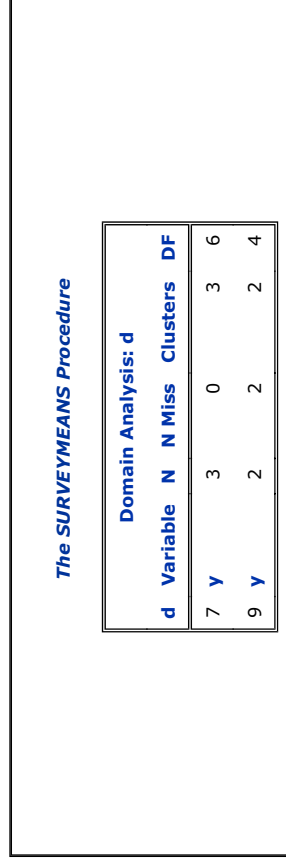 The SURVEYMEANS Procedure
Domain Analysis: d
d Variable N N Miss Clusters DF
7 y 3 0 3 6
9 y 2 2 2 4